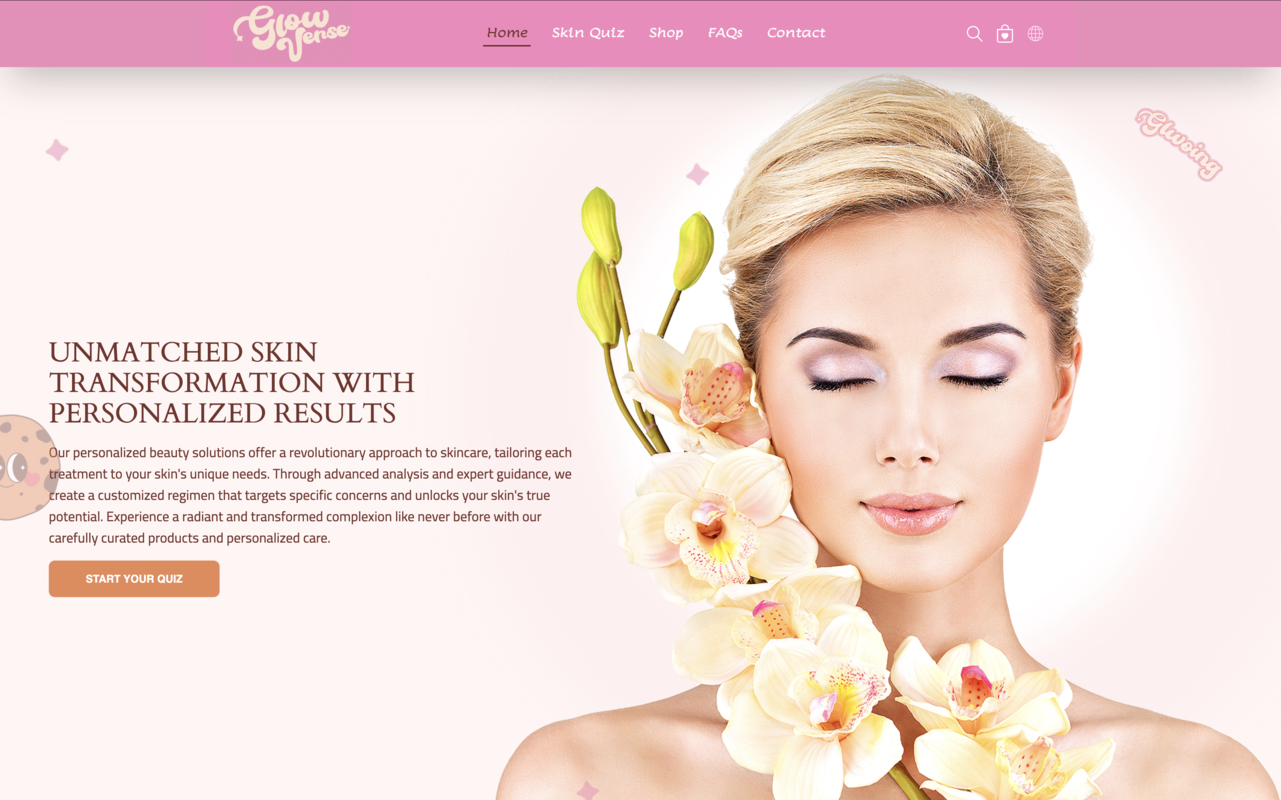 Glow
Verse
Home Skin Quiz Shop FAQs Contact
Glwoing
UNMATCHED SKIN
TRANSFORMATION WITH
PERSONALIZED RESULTS
Our personalized beauty solutions offer a revolutionary approach to skincare, tailoring each
treatment to your skin's unique needs. Through advanced analysis and expert guidance, we
create a customized regimen that targets specific concerns and unlocks your skin's true
potential. Experience a radiant and transformed complexion like never before with our
carefully curated products and personalized care.
START YOUR QUIZ